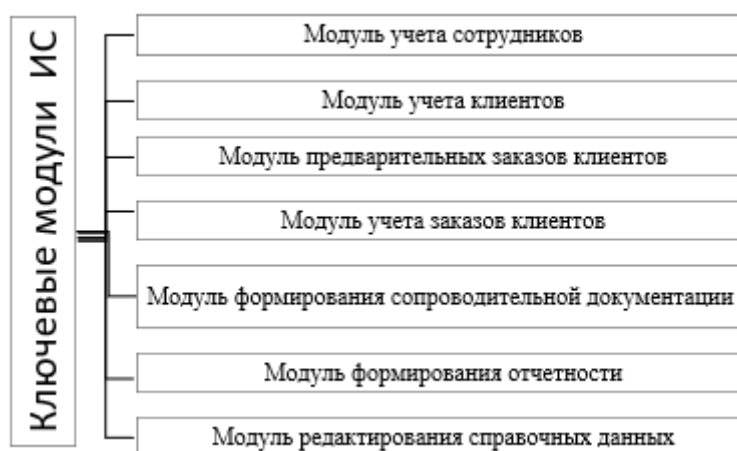 Ключевые модули ИС
Модуль учета сотрудников
Модуль учета клиентов
Модуль предварительных заказов клиентов
Модуль учета заказов клиентов
Модуль формирования сопроводительной документации
Модуль формирования отчетности
Модуль редактирования справочных данных